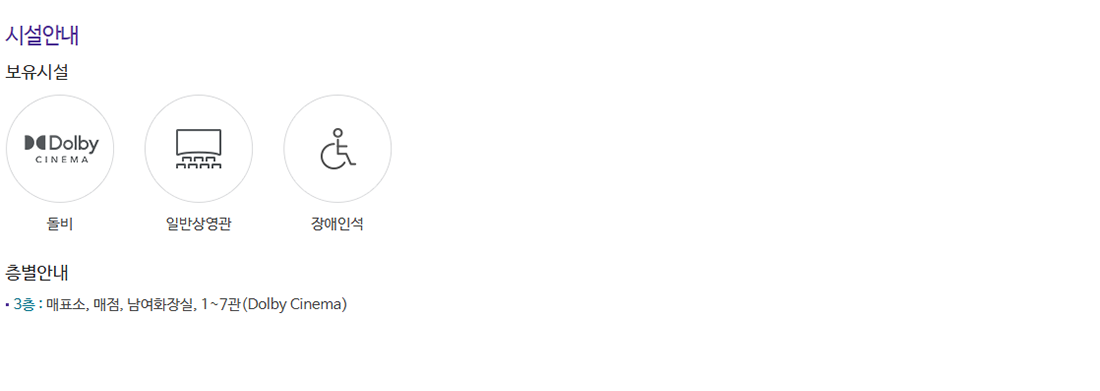 시설안내
보유시설
Dolby
CINEMA
돌비
일반상영관
장애인석
층별안내
3층 : 매표소, 매점, 남여화장실, 1~7관(Dolby Cinema)